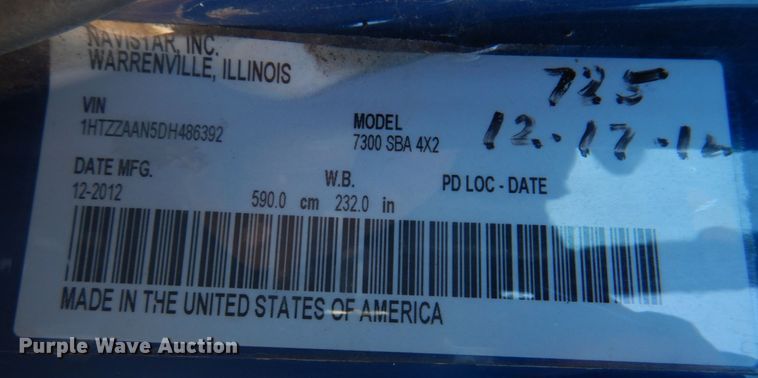 NAVISTAR, INC.
WARRENVILLE, ILLINOIS
725
VIN
1HTZZAAN5DH486392
MODEL
7300 SBA 4X2
12-17-12
DATE MFG.
12-2012
W.B.
590.0 cm 232.0 in
PD LOC - DATE
MADE IN THE UNITED STATES OF AMERICA
Purple Wave Auction